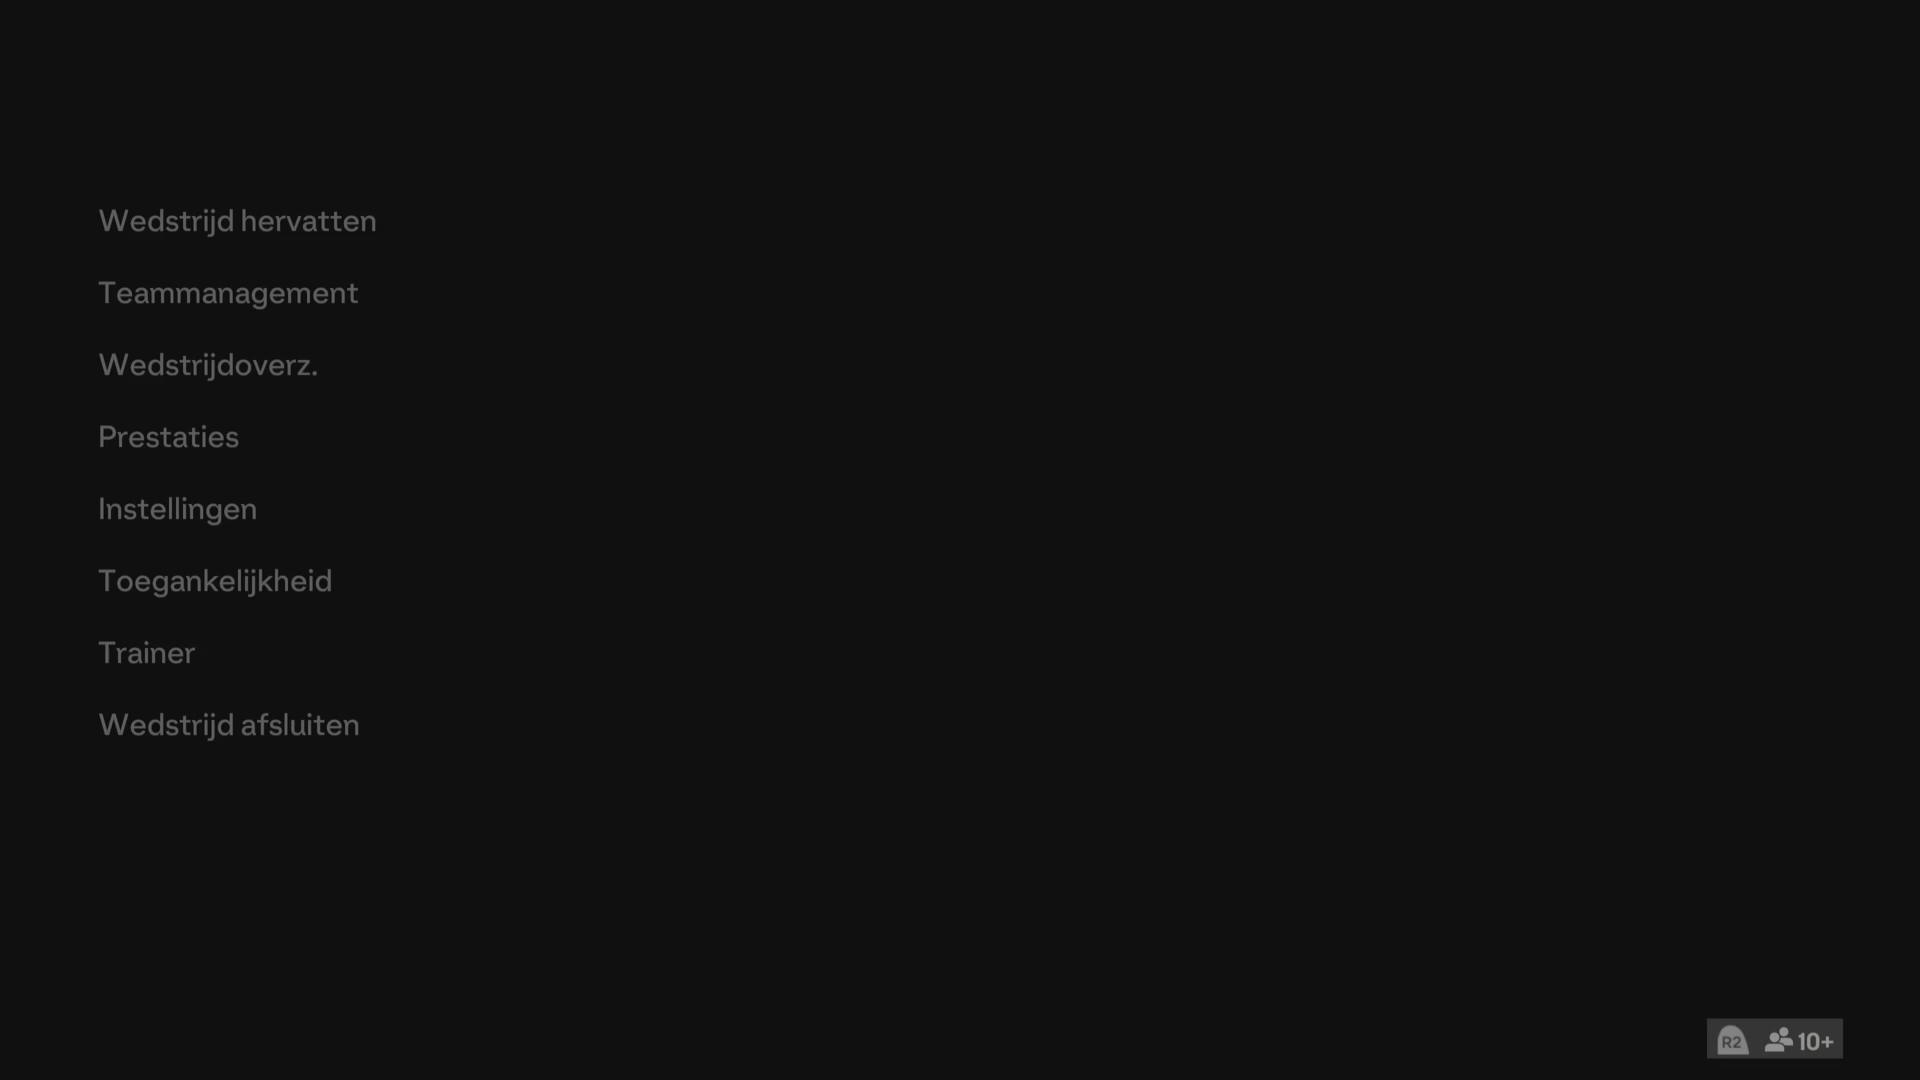 Wedstrijd hervatten
Teammanagement
Wedstrijdoverz.
Prestaties
Instellingen
Toegankelijkheid
Trainer
Wedstrijd afsluiten
R2 10+